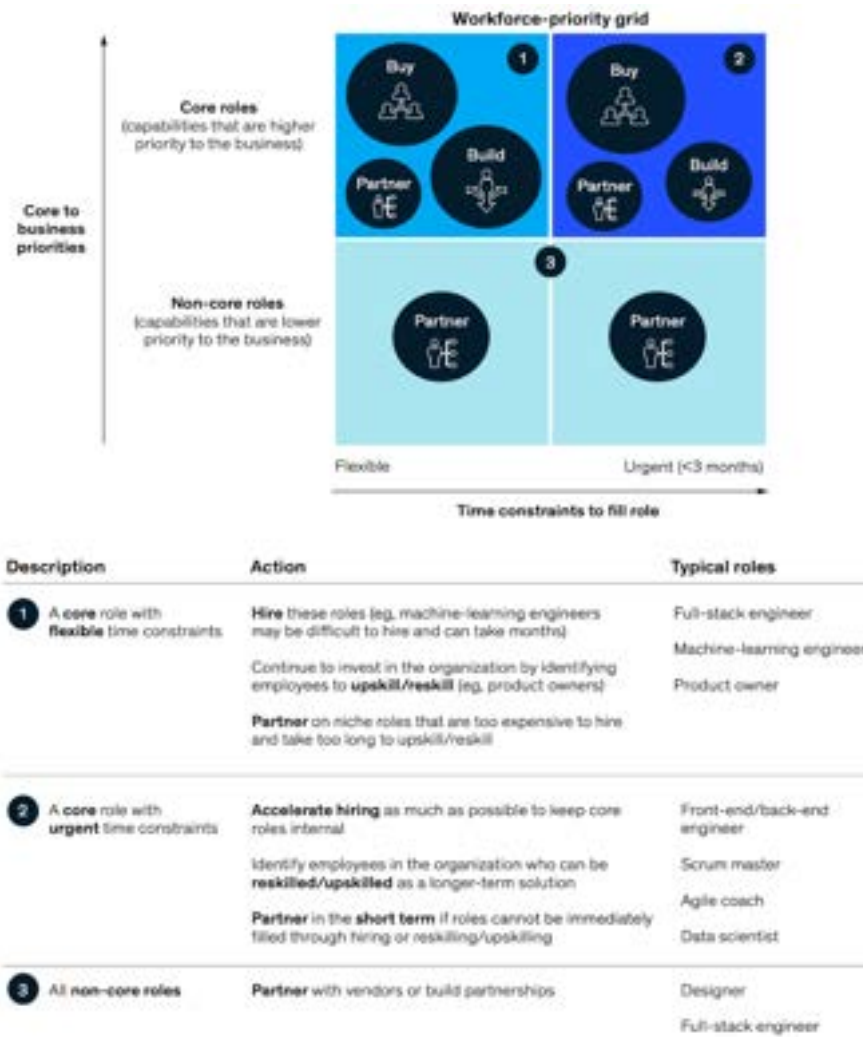 Workforce-priority grid
1
2
Buy
Buy
Core roles
(capabilities that are higher
priority to the business)
Build
Build
Partner
Partner
Core to
business
priorities
3
Non-core roles
(capabilities that are lower
priority to the business)
Partner
Partner
Flexible
Urgent (<3 months)
Time constraints to fill role
Description
Action
Typical roles
1
A core role with
flexible time constraints
Hire these roles (eg, machine-learning engineers
may be difficult to hire and can take months)
Continue to invest in the organization by identifying
employees to upskill/reskill (eg, product owners)
Partner on niche roles that are too expensive to hire
and take too long to upskill/reskill
Full-stack engineer
Machine-learning engineer
Product owner
2
A core role with
urgent time constraints
Accelerate hiring as much as possible to keep core
roles internal
Identify employees in the organization who can be
reskilled/upskilled as a longer-term solution
Partner in the short term if roles cannot be immediately
filled through hiring or reskilling/upskilling
Front-end/back-end
engineer
Scrum master
Agile coach
Data scientist
3
All non-core roles
Partner with vendors or build partnerships
Designer
Full-stack engineer